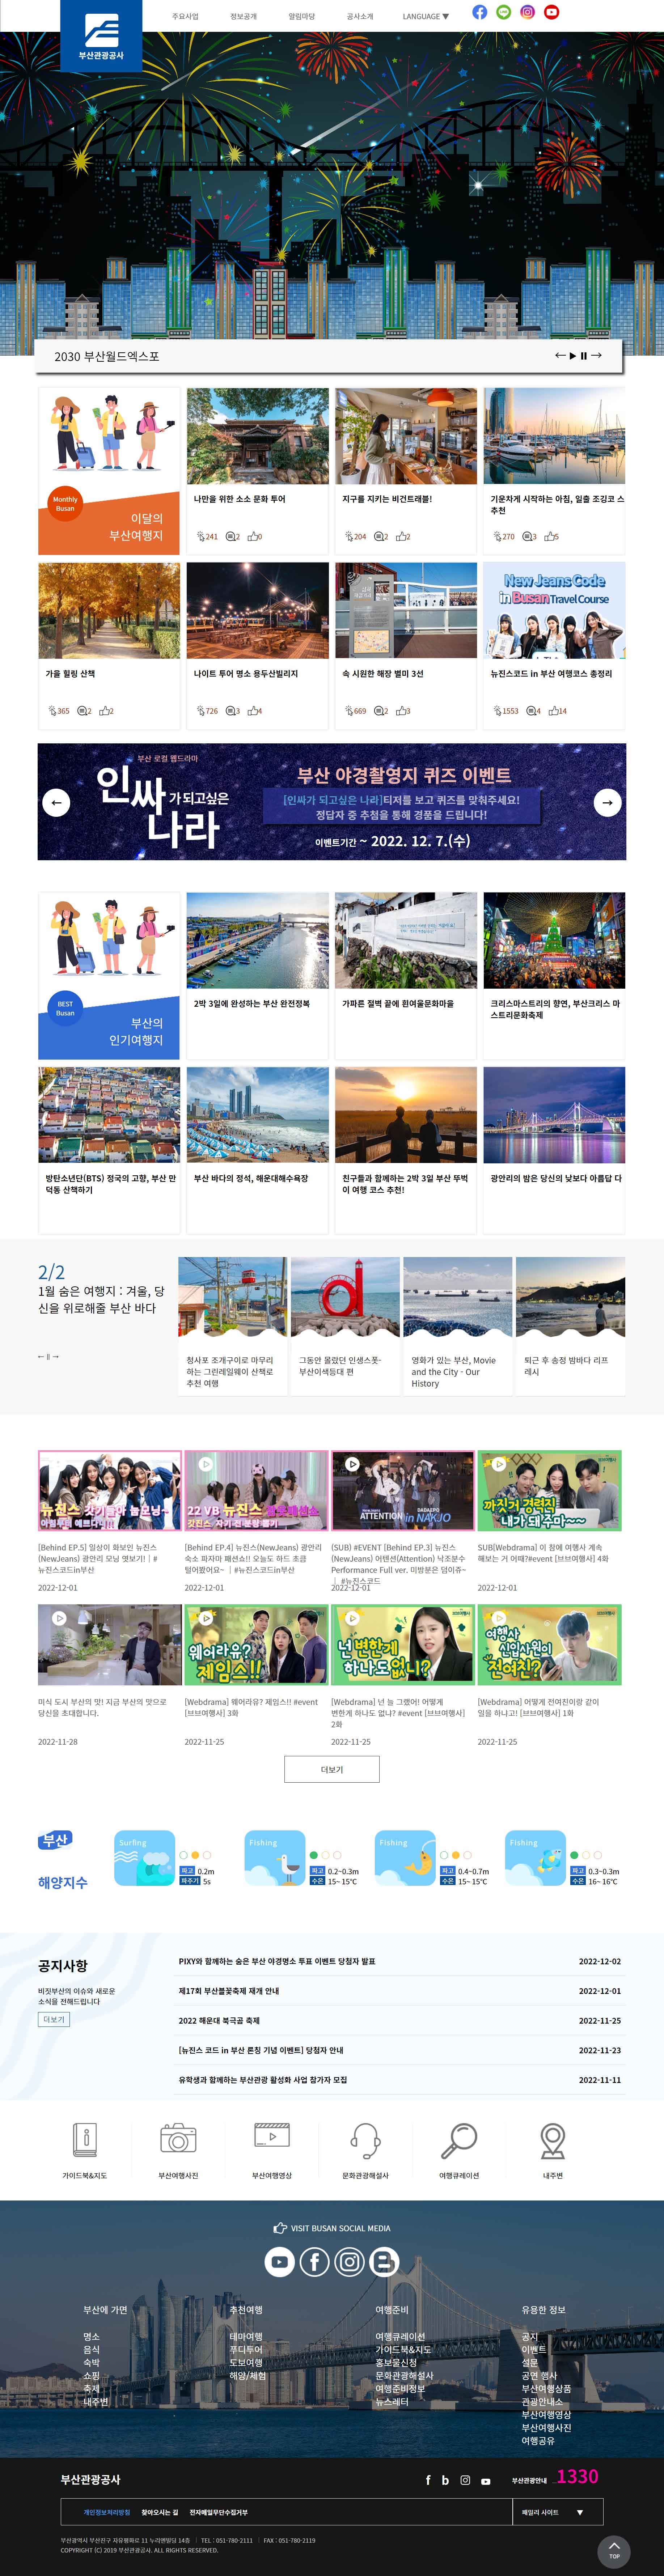 부산관광공사
주요사업
정보공개
알림마당
공사소개
LANGUAGE ▼
2030 부산월드엑스포
Monthly
Busan
이달의
부산여행지
나만을 위한 소소 문화 투어
241 2 0
지구를 지키는 비건트래블!
204 2 2
기운차게 시작하는 아침, 일출 조깅코 스
추천
270 3 5
가을 힐링 산책
365 2 2
나이트 투어 명소 용두산빌리지
726 3 4
속 시원한 해장 별미 3선
669 2 3
New Jeans Code
in Busan Travel Course
뉴진스코드 in 부산 여행코스 총정리
1553 4 14
부산 로컬 웹드라마
인싸가 되고싶은
나라
부산 야경촬영지 퀴즈 이벤트
[인싸가 되고싶은 나라]티저를 보고 퀴즈를 맞춰주세요!
정답자 중 추첨을 통해 경품을 드립니다!
이벤트기간 ~ 2022. 12. 7.(수)
BEST
Busan
부산의
인기여행지
2박 3일에 완성하는 부산 완전정복
가파른 절벽 끝에 흰여울문화마을
크리스마스트리의 향연, 부산크리스 마
스트리문화축제
방탄소년단(BTS) 정국의 고향, 부산 만
덕동 산책하기
부산 바다의 정석, 해운대해수욕장
친구들과 함께하는 2박 3일 부산 뚜벅
이 여행 코스 추천!
광안리의 밤은 당신의 낮보다 아름답 다
2/2
1월 숨은 여행지 : 겨울, 당
신을 위로해줄 부산 바다
청사포 조개구이로 마무리
하는 그린레일웨이 산책로
추천 여행
그동안 몰랐던 인생스폿-
부산이색등대 편
영화가 있는 부산, Movie
and the City - Our
History
퇴근 후 송정 밤바다 리프
레시
[Behind EP.5] 일상이 화보인 뉴진스
(NewJeans) 광안리 모닝 엿보기!｜#
뉴진스코드in부산
2022-12-01
22 VB 뉴진스
[Behind EP.4] 뉴진스(NewJeans) 광안리
숙소 파자마 패션쇼!! 오늘도 하드 초큼
털어봤어요~ ｜#뉴진스코드in부산
2022-12-01
ATTENTION in NAKJO
(SUB) #EVENT [Behind EP.3] 뉴진스
(NewJeans) 어텐션(Attention) 낙조분수
Performance Full ver. 미방분은 덤이쥬~
｜ #뉴진스코드
2022-12-01
까짓거 경력직
내가 돼 주마~~
SUB[Webdrama] 이 참에 여행사 계속
해보는 거 어때?#event [브브여행사] 4화
2022-12-01
미식 도시 부산의 맛! 지금 부산의 맛으로
당신을 초대합니다.
2022-11-28
웨어라유?
제임스!!
[Webdrama] 웨어라유? 제임스!! #event
[브브여행사] 3화
2022-11-25
넌 변한게
하나도 없니?
[Webdrama] 넌 늘 그랬어! 어떻게
변한게 하나도 없냐? #event [브브여행사]
2화
2022-11-25
여행사
신입사원이
전여친?
[Webdrama] 어떻게 전여친이랑 같이
일을 하냐고! [브브여행사] 1화
2022-11-25
더보기
부산
해양지수
Surfing
파고 0.2m
파주기 5s
Fishing
파고 0.2~0.3m
수온 15~ 15℃
Fishing
파고 0.4~0.7m
수온 15~ 15℃
Fishing
파고 0.3~0.3m
수온 16~ 16℃
공지사항
비짓부산의 이슈와 새로운
소식을 전해드립니다
더보기
PIXY와 함께하는 숨은 부산 야경명소 투표 이벤트 당첨자 발표 2022-12-02
제17회 부산불꽃축제 재개 안내 2022-12-01
2022 해운대 북극곰 축제 2022-11-25
[뉴진스 코드 in 부산 론칭 기념 이벤트] 당첨자 안내 2022-11-23
유학생과 함께하는 부산관광 활성화 사업 참가자 모집 2022-11-11
가이드북&지도
부산여행사진
부산여행영상
문화관광해설사
여행큐레이션
내주변
VISIT BUSAN SOCIAL MEDIA
부산에 가면
명소
음식
숙박
쇼핑
축제
내주변
추천여행
테마여행
푸디투어
도보여행
해양/체험
여행준비
여행큐레이션
가이드북&지도
홍보물신청
문화관광해설사
여행준비정보
뉴스레터
유용한 정보
공지
이벤트
설문
공연 행사
부산여행상품
관광안내소
부산여행영상
부산여행사진
여행공유
부산관광공사
부산관광안내 1330
개인정보처리방침 찾아오시는 길 전자메일무단수집거부
패밀리 사이트 ▼
부산광역시 부산진구 자유평화로 11 누리엔빌딩 14층 ｜ TEL : 051-780-2111 ｜ FAX : 051-780-2119
COPYRIGHT (C) 2019 부산관광공사. ALL RIGHTS RESERVED.
TOP